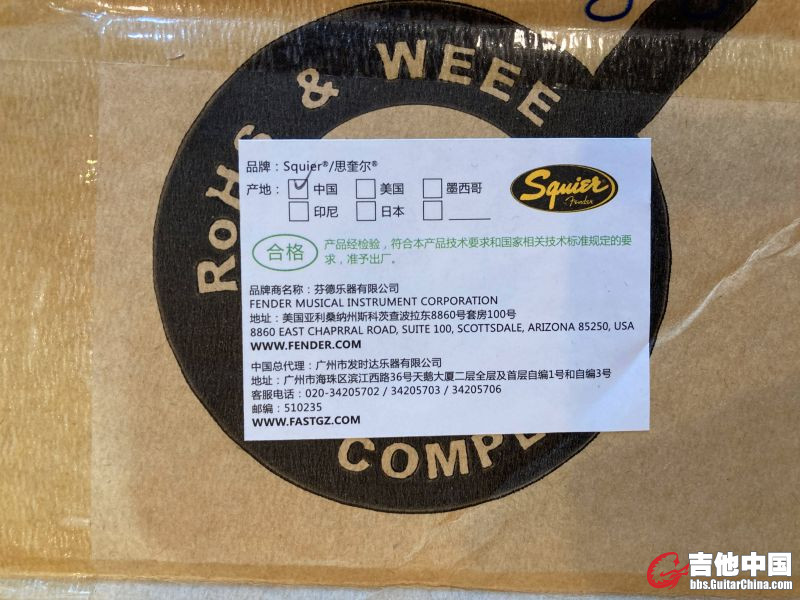 RoHS & WEEE
品牌：Squier®/思奎尔®
产地：中国 美国 墨西哥
印尼 日本
Squier
Fender
合格
产品经检验，符合本产品技术要求和国家相关技术标准规定的要
求，准予出厂。
品牌商名称：芬德乐器有限公司
FENDER MUSICAL INSTRUMENT CORPORATION
地址：美国亚利桑纳州斯科茨查波拉东8860号套房100号
8860 EAST CHAPRRAL ROAD, SUITE 100, SCOTTSDALE, ARIZONA 85250, USA
WWW.FENDER.COM
中国总代理：广州市发时达乐器有限公司
地址：广州市海珠区滨江西路36号天鹅大厦二层全层及首层自编1号和自编3号
客服电话：020-34205702 / 34205703 / 34205706
邮编：510235
WWW.FASTGZ.COM
COMPL
吉他中国
bbs.GuitarChina.com